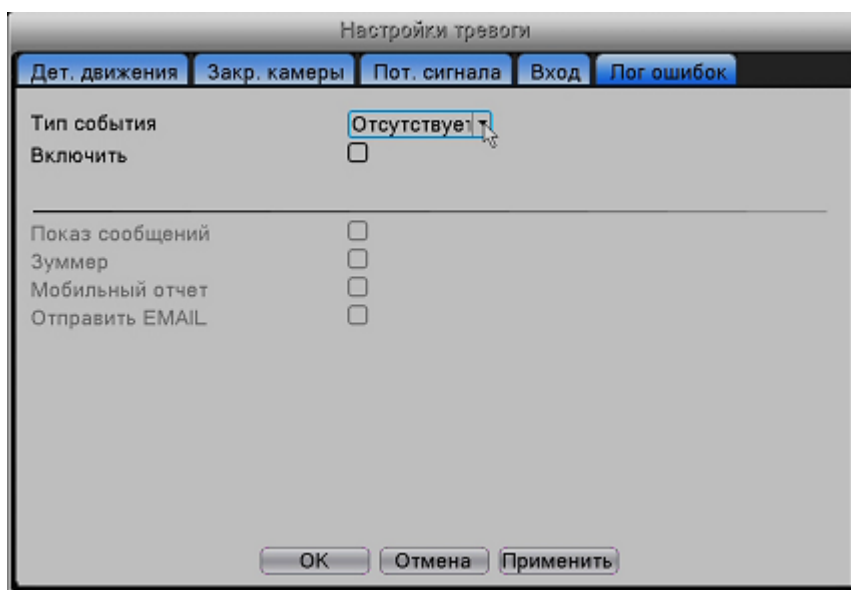 Настройки тревоги
Дет. движения Закр. камеры Пот. сигнала Вход Лог ошибок
Тип события Отсутствует
Включить
Показ сообщений
Зуммер
Мобильный отчет
Отправить EMAIL
OK Отмена Применить